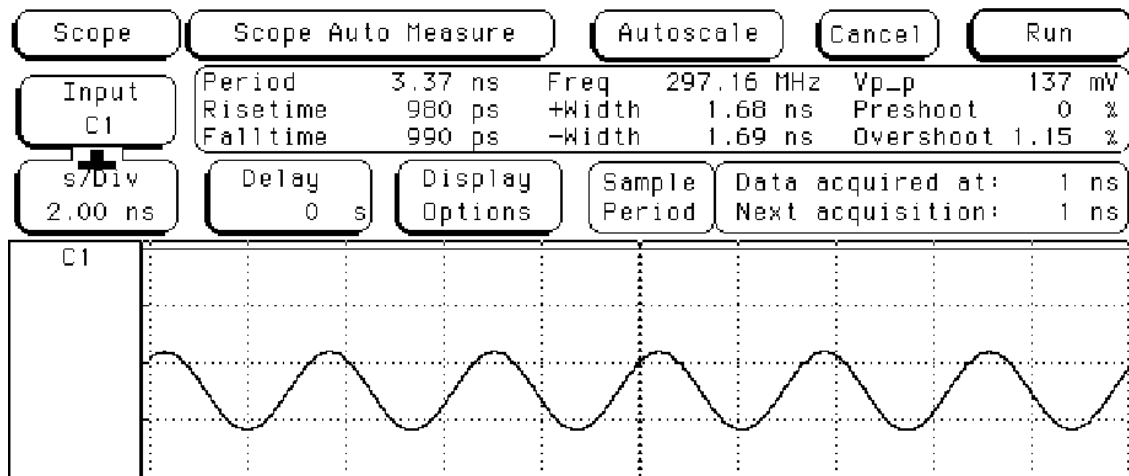 Scope Scope Auto Measure Autoscale Cancel Run
Input
C1
Period 3.37 ns Freq 297.16 MHz Vp_p 137 mV
Risetime 980 ps +Width 1.68 ns Preshoot 0 %
Falltime 990 ps -Width 1.69 ns Overshoot 1.15 %
s/Div
2.00 ns
Delay
0 s
Display
Options
Sample
Period
Data acquired at: 1 ns
Next acquisition: 1 ns
C1